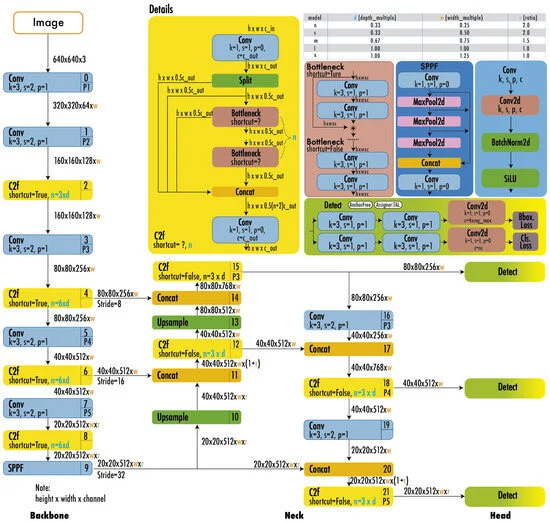 Image
640x640x3
Conv
k=3, s=2, p=1
0
P1
320x320x64xw
Conv
k=3, s=2, p=1
1
P2
160x160x128xw
C2f
shortcut=True, n=3xd
2
160x160x128xw
Conv
k=3, s=2, p=1
3
P3
80x80x256xw
C2f
shortcut=True, n=6xd
4
80x80x256xw
Stride=8
80x80x256xw
Conv
k=3, s=2, p=1
5
P4
40x40x512xw
C2f
shortcut=True, n=6xd
6
40x40x512xw
Stride=16
40x40x512xw
Conv
k=3, s=2, p=1
7
P5
20x20x512xwxr
C2f
shortcut=True, n=3xd
8
20x20x512xwxr
SPPF
9
20x20x512xwxr
Stride=32
Note:
height x width x channel
Backbone
Details
h x w x c_in
Conv
k=1, s=1, p=0,
c=c_out
h x w x c_out
Split
h x w x 0.5c_out
h x w x 0.5c_out
h x w x 0.5c_out
Bottleneck
shortcut=?
h x w x 0.5c_out
Bottleneck
shortcut=?
n
h x w x 0.5c_out
Concat
h x w x 0.5(n+2)c_out
Conv
k=1, s=1, p=0,
c=c_out
h x w x c_out
C2f
shortcut= ?, n
model d (depth_multiple) w (width_multiple) r (ratio)
n 0.33 0.25 2.0
s 0.33 0.50 2.0
m 0.67 0.75 1.5
l 1.00 1.00 1.0
x 1.00 1.25 1.0
Bottleneck
shortcut=Ture
h x w x c
Conv
k=3, s=1, p=1
Conv
k=3, s=1, p=1
h x w x c
Bottleneck
shortcut=False
h x w x c
Conv
k=3, s=1, p=1
Conv
k=3, s=1, p=1
SPPF
Conv
k=1, s=1, p=0
MaxPool2d
MaxPool2d
MaxPool2d
Concat
Conv
k=1, s=1, p=0
Conv
k, s, p, c
Conv2d
k, s, p, c
BatchNorm2d
SiLU
Detect
AnchorFree
Assigner:TAL
Conv
k=3, s=1, p=1
Conv
k=3, s=1, p=1
Conv2d
k=1, s=1, p=0
c=4xreg_max
Bbox.
Loss
Conv
k=3, s=1, p=1
Conv
k=3, s=1, p=1
Conv2d
k=1, s=1, p=0
c=nc
Cls.
Loss
C2f
shortcut=False, n=3 x d
15
P3
80x80x256xw
Detect
80x80x768xw
Concat
14
80x80x512xw
Upsample
13
40x40x512xw
C2f
shortcut=False, n=3 x d
12
40x40x512xw
40x40x512xwx(1+r)
Concat
11
40x40x512xwxr
Upsample
10
20x20x512xwxr
80x80x256xw
Conv
k=3, s=2, p=1
16
P3
40x40x256xw
Concat
17
40x40x768xw
C2f
shortcut=False, n=3 x d
18
P4
40x40x512xw
Detect
40x40x512xw
Conv
k=3, s=2, p=1
19
20x20x512xw
20x20x512xwxr
Concat
20
20x20x512xwx(1+r)
C2f
shortcut=False, n=3 x d
21
P5
20x20x512xwxr
Detect
Neck
Head